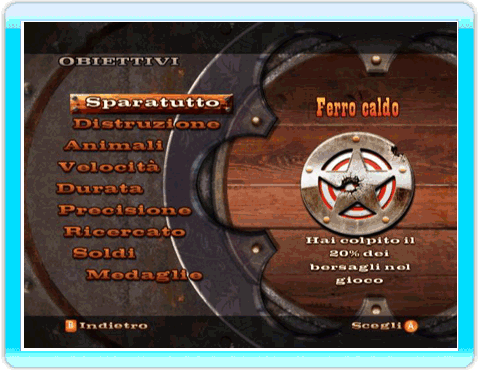 OBIETTIVI
Sparatutto
Distruzione
Animali
Velocità
Durata
Precisione
Ricercato
Soldi
Medaglie
Ferro caldo
Hai colpito il
20% dei
bersagli nel
gioco
B Indietro
Scegli A